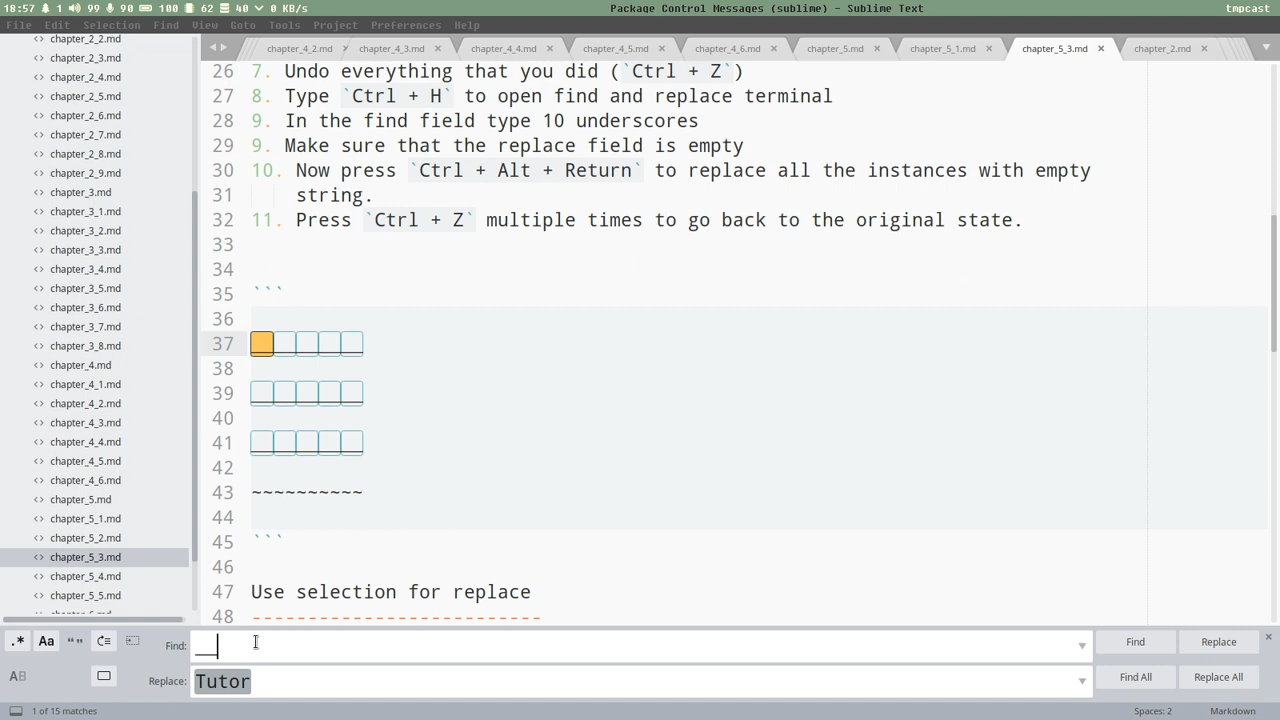 18:57 1 99 90 100 62 40 0 KB/s Package Control Messages (sublime) - Sublime Text tmpcast
File Edit Selection Find View Goto Tools Project Preferences Help
chapter_4_2.md chapter_4_3.md chapter_4_4.md chapter_4_5.md chapter_4_6.md chapter_5.md chapter_5_1.md chapter_5_3.md chapter_2.md
chapter_2_2.md
chapter_2_3.md
chapter_2_4.md
chapter_2_5.md
chapter_2_6.md
chapter_2_7.md
chapter_2_8.md
chapter_2_9.md
chapter_3.md
chapter_3_1.md
chapter_3_2.md
chapter_3_3.md
chapter_3_4.md
chapter_3_5.md
chapter_3_6.md
chapter_3_7.md
chapter_3_8.md
chapter_4.md
chapter_4_1.md
chapter_4_2.md
chapter_4_3.md
chapter_4_4.md
chapter_4_5.md
chapter_4_6.md
chapter_5.md
chapter_5_1.md
chapter_5_2.md
chapter_5_3.md
chapter_5_4.md
chapter_5_5.md
26 7. Undo everything that you did (`Ctrl + Z`)
27 8. Type `Ctrl + H` to open find and replace terminal
28 9. In the find field type 10 underscores
29 9. Make sure that the replace field is empty
30 10. Now press `Ctrl + Alt + Return` to replace all the instances with empty
31 string.
32 11. Press `Ctrl + Z` multiple times to go back to the original state.
33
34
35 ```
36
37 __________
38
39 __________
40
41 __________
42
43 ~~~~~~~~~~
44
45 ```
46
47 Use selection for replace
48 -------------------------
.* Aa “” Find: __ Find Replace
AB Replace: Tutor Find All Replace All
1 of 15 matches Spaces: 2 Markdown